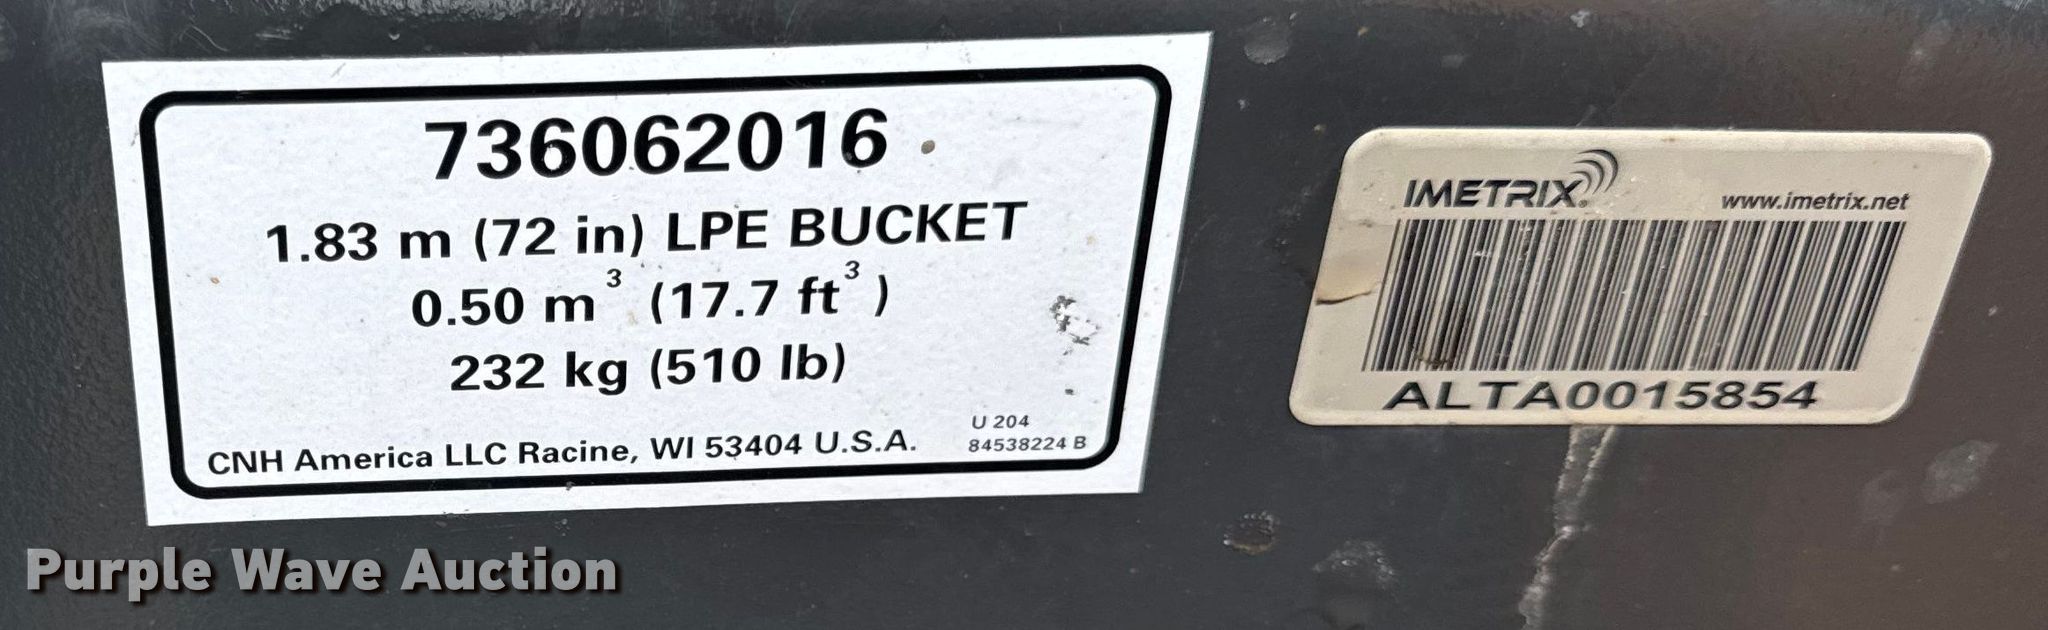 736062016
1.83 m (72 in) LPE BUCKET
0.50 m³ (17.7 ft³)
232 kg (510 lb)
CNH America LLC Racine, WI 53404 U.S.A.
U 204
84538224 B
IMETRIX®
www.imetrix.net
ALTA0015854
Purple Wave Auction